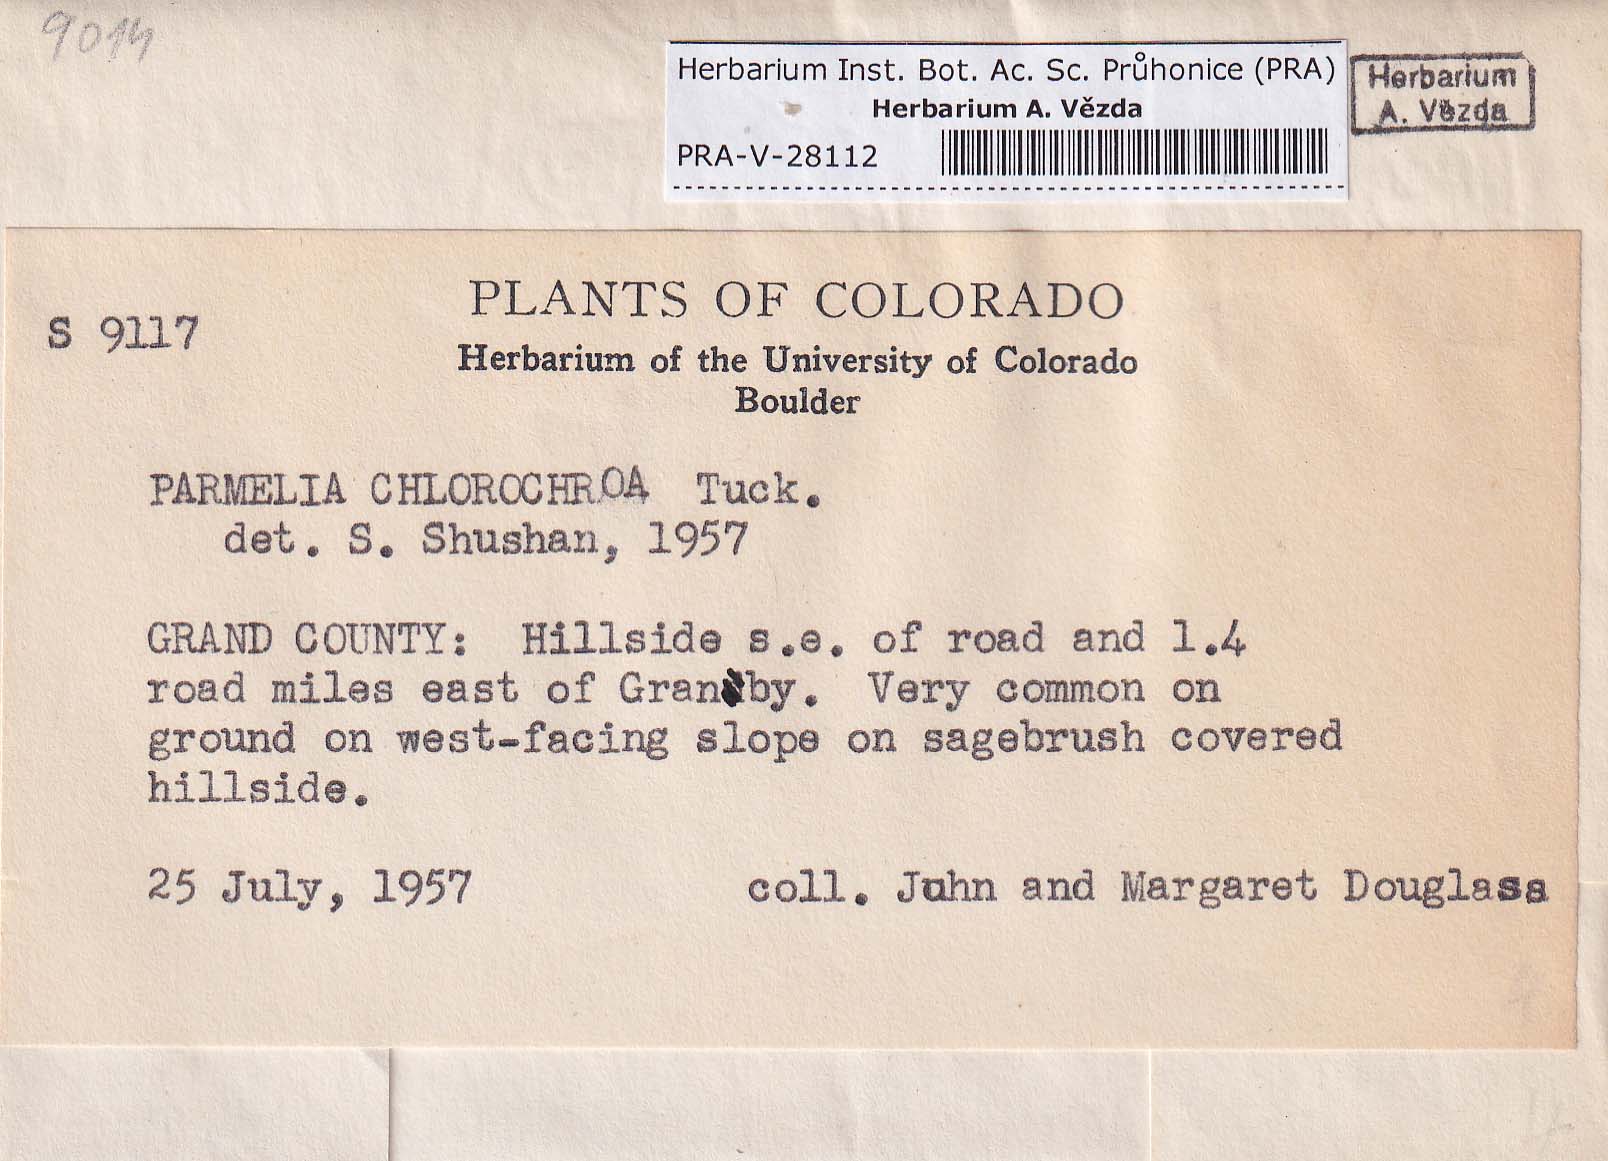 9014
Herbarium Inst. Bot. Ac. Sc. Průhonice (PRA)
Herbarium A. Vězda
PRA-V-28112
Herbarium
A. Vězda
PLANTS OF COLORADO
S 9117
Herbarium of the University of Colorado
Boulder
PARMELIA CHLOROCHROA Tuck.
det. S. Shushan, 1957
GRAND COUNTY: Hillside s.e. of road and 1.4
road miles east of Granby. Very common on
ground on west-facing slope on sagebrush covered
hillside.
25 July, 1957 coll. John and Margaret Douglass